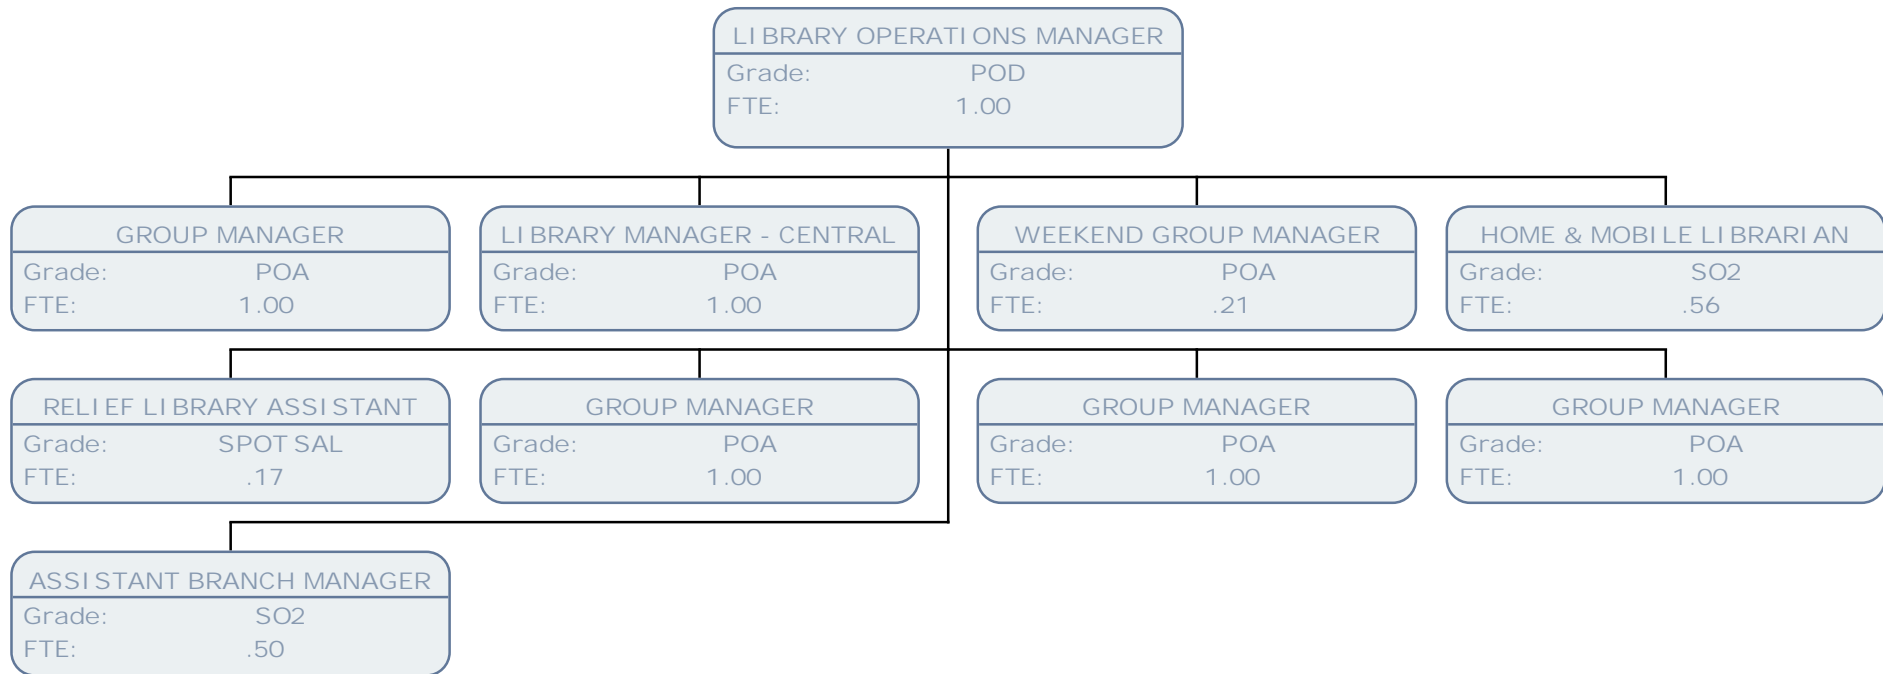 LIBRARY OPERATIONS MANAGER
Grade: POD
FTE: 1.00
GROUP MANAGER
Grade: POA
FTE: 1.00
LIBRARY MANAGER - CENTRAL
Grade: POA
FTE: 1.00
WEEKEND GROUP MANAGER
Grade: POA
FTE: .21
HOME & MOBILE LIBRARIAN
Grade: SO2
FTE: .56
RELIEF LIBRARY ASSISTANT
Grade: SPOT SAL
FTE: .17
GROUP MANAGER
Grade: POA
FTE: 1.00
GROUP MANAGER
Grade: POA
FTE: 1.00
GROUP MANAGER
Grade: POA
FTE: 1.00
ASSISTANT BRANCH MANAGER
Grade: SO2
FTE: .50